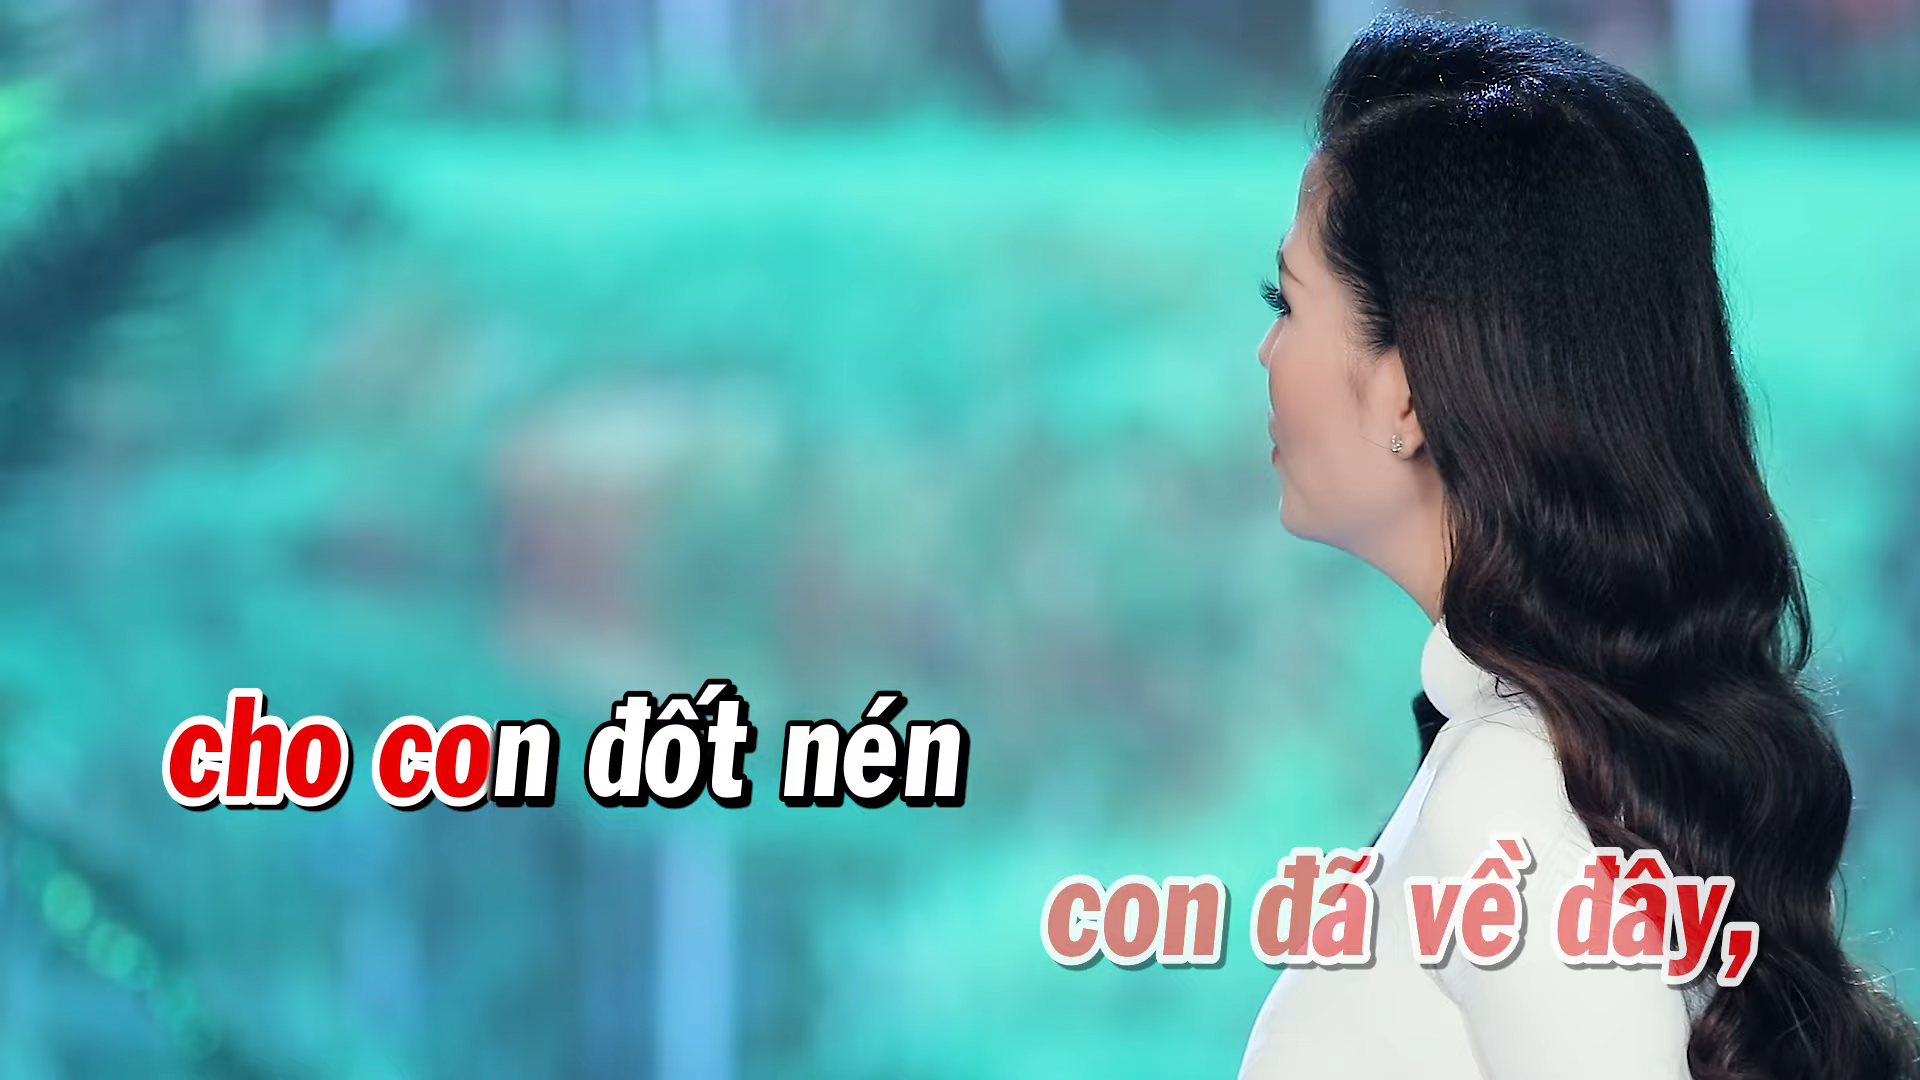 cho con đốt nén
con đã về đây,